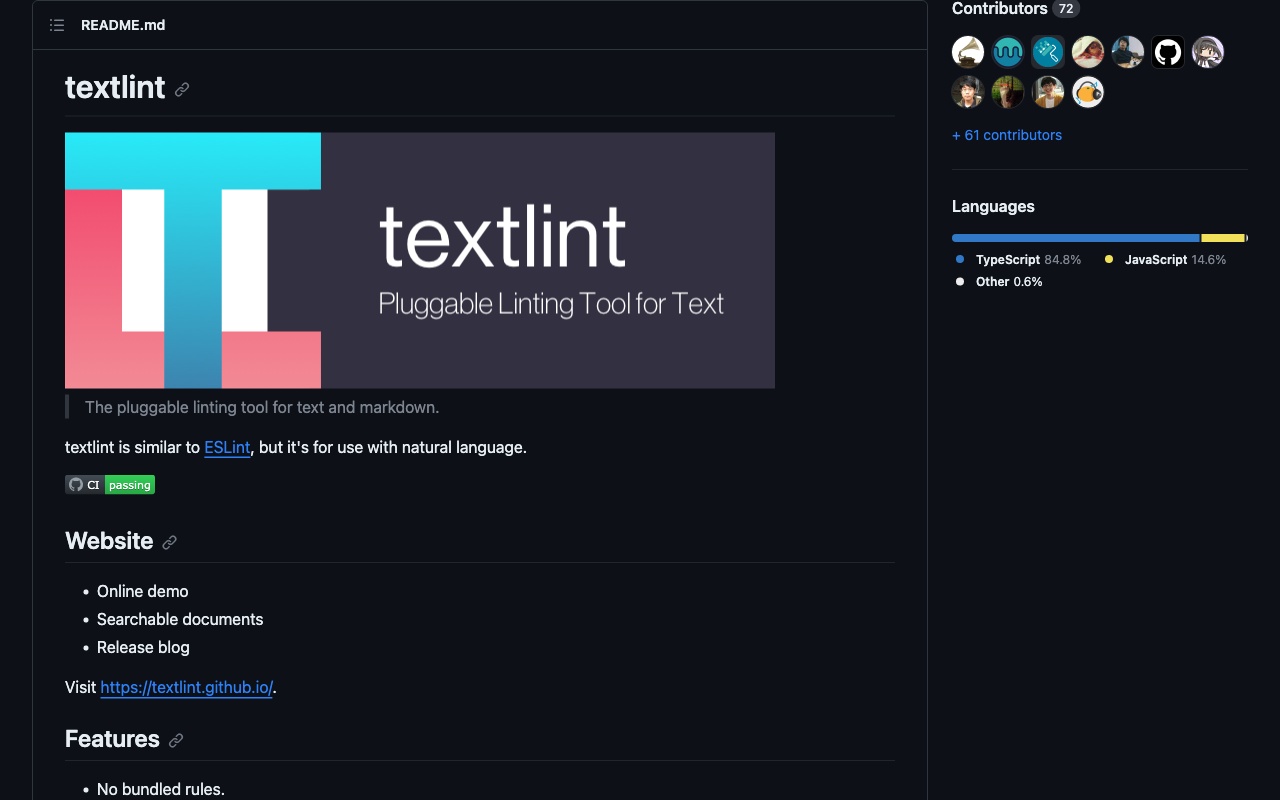 README.md
textlint
textlint
Pluggable Linting Tool for Text
The pluggable linting tool for text and markdown.
textlint is similar to ESLint, but it's for use with natural language.
CI passing
Website
• Online demo
• Searchable documents
• Release blog
Visit https://textlint.github.io/.
Features
• No bundled rules.
Contributors 72
+ 61 contributors
Languages
TypeScript 84.8% JavaScript 14.6%
Other 0.6%